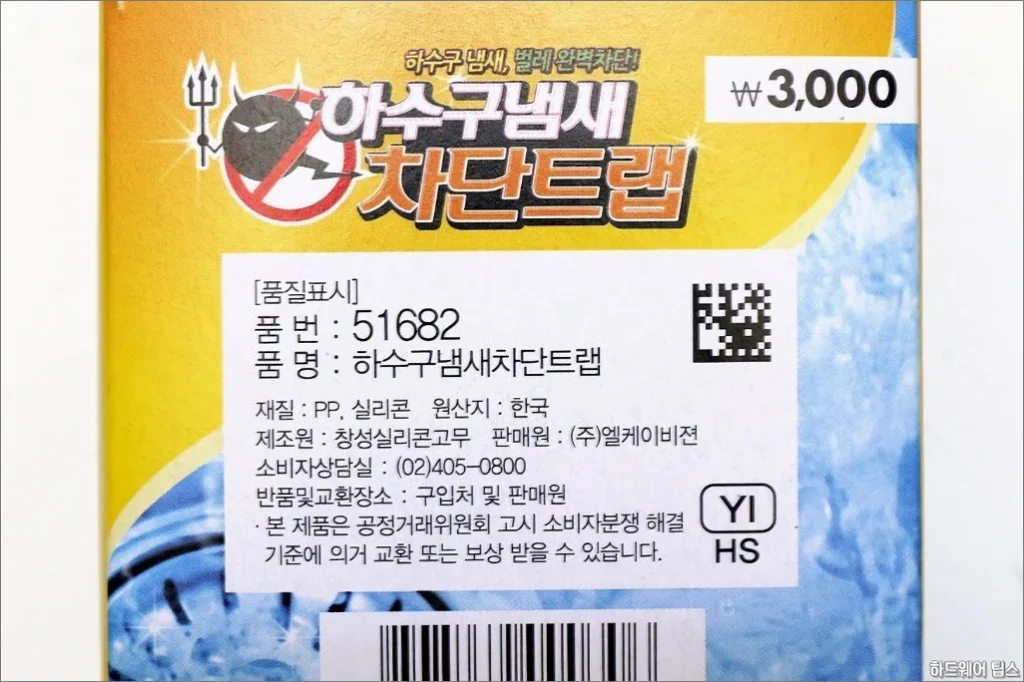 하수구 냄새, 벌레 완벽차단!
하수구냄새
차단트랩
₩3,000
[품질표시]
품 번 : 51682
품 명 : 하수구냄새차단트랩
재질 : PP, 실리콘 원산지 : 한국
제조원 : 창성실리콘고무 판매원 : (주)엘케이비젼
소비자상담실 : (02)405-0800
반품및교환장소 : 구입처 및 판매원
· 본 제품은 공정거래위원회 고시 소비자분쟁 해결
기준에 의거 교환 또는 보상 받을 수 있습니다.
YI
HS
하드웨어 팁스